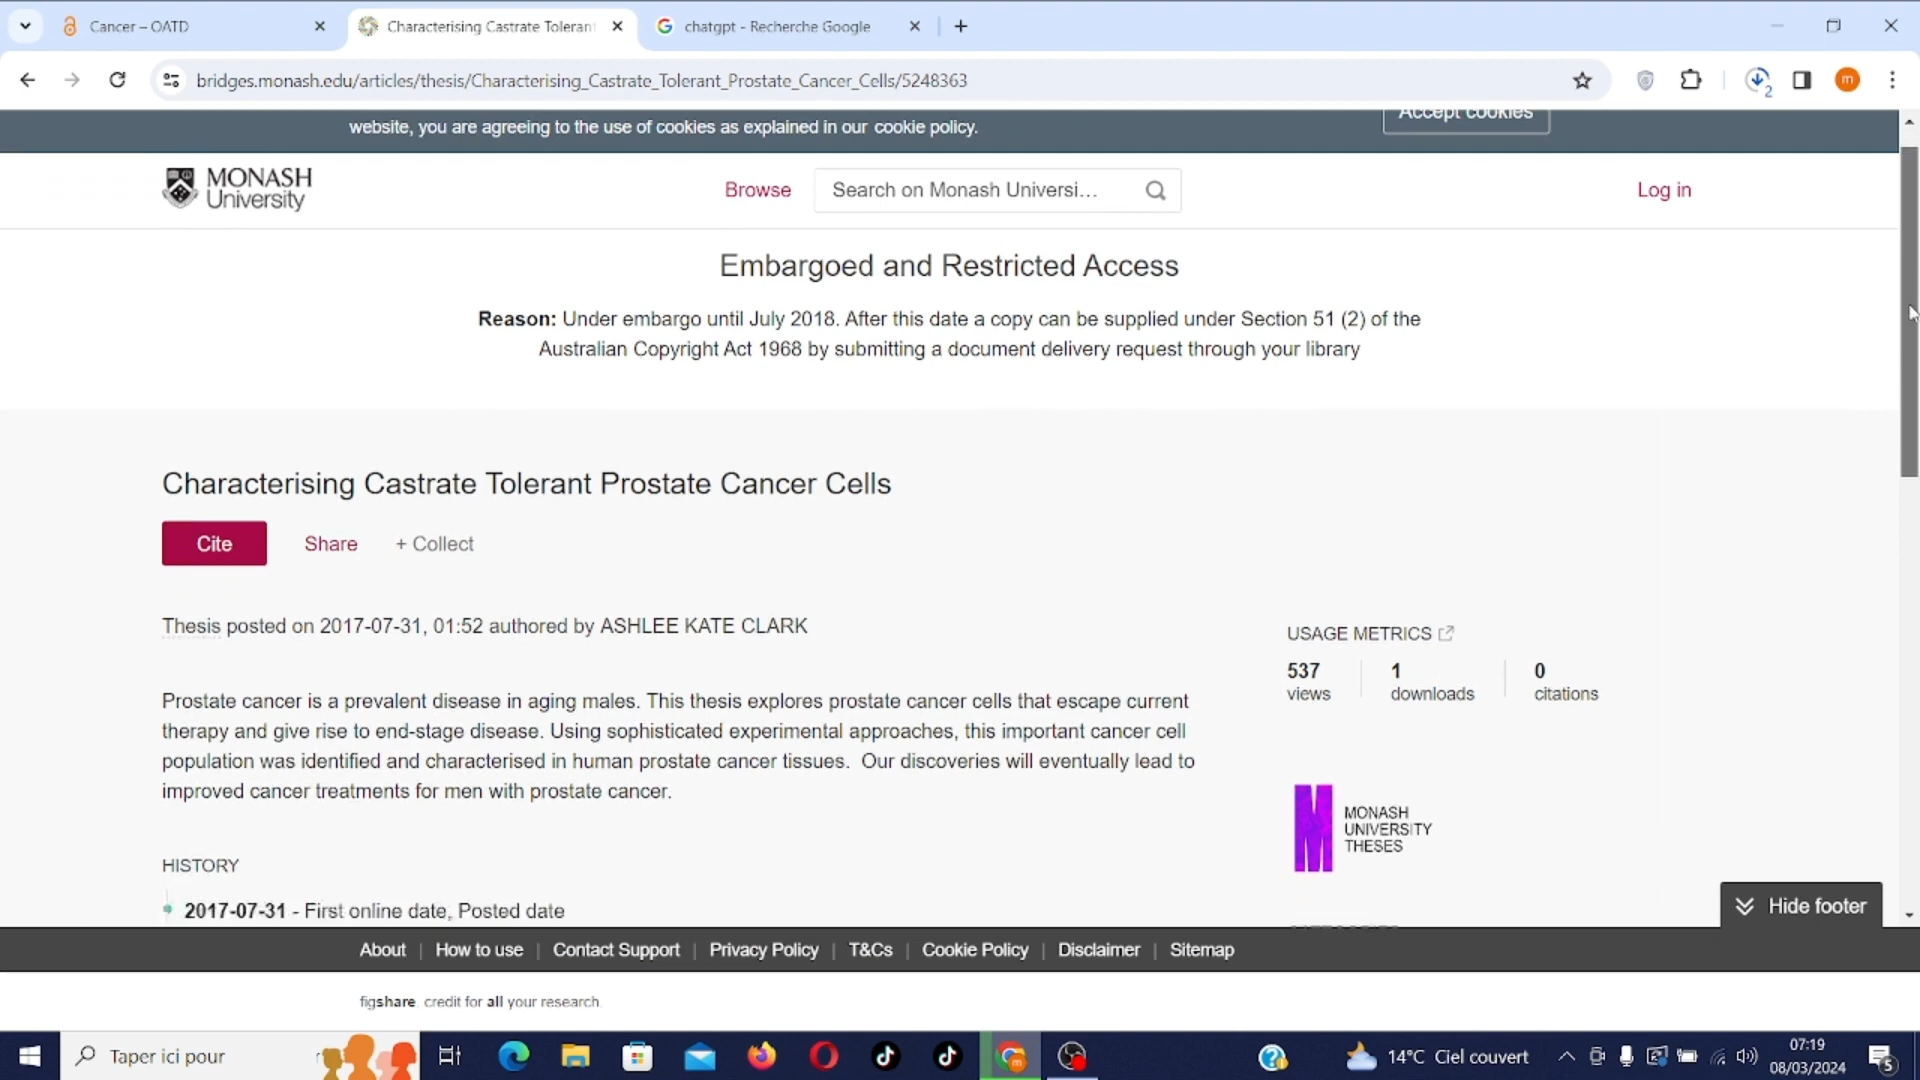 Cancer – OATD
Characterising Castrate Tolerant
chatgpt - Recherche Google
bridges.monash.edu/articles/thesis/Characterising_Castrate_Tolerant_Prostate_Cancer_Cells/5248363
2
m
website, you are agreeing to the use of cookies as explained in our cookie policy.
Accept cookies
MONASH
University
Browse
Search on Monash Universi...
Log in
Embargoed and Restricted Access
Reason: Under embargo until July 2018. After this date a copy can be supplied under Section 51 (2) of the
Australian Copyright Act 1968 by submitting a document delivery request through your library
Characterising Castrate Tolerant Prostate Cancer Cells
Cite
Share
+ Collect
Thesis posted on 2017-07-31, 01:52 authored by ASHLEE KATE CLARK
USAGE METRICS
537
views
1
downloads
0
citations
Prostate cancer is a prevalent disease in aging males. This thesis explores prostate cancer cells that escape current
therapy and give rise to end-stage disease. Using sophisticated experimental approaches, this important cancer cell
population was identified and characterised in human prostate cancer tissues. Our discoveries will eventually lead to
improved cancer treatments for men with prostate cancer.
MONASH
UNIVERSITY
THESES
HISTORY
2017-07-31 - First online date, Posted date
Hide footer
About | How to use | Contact Support | Privacy Policy | T&Cs | Cookie Policy | Disclaimer | Sitemap
figshare. credit for all your research.
Taper ici pour
14°C Ciel couvert
07:19
08/03/2024
5